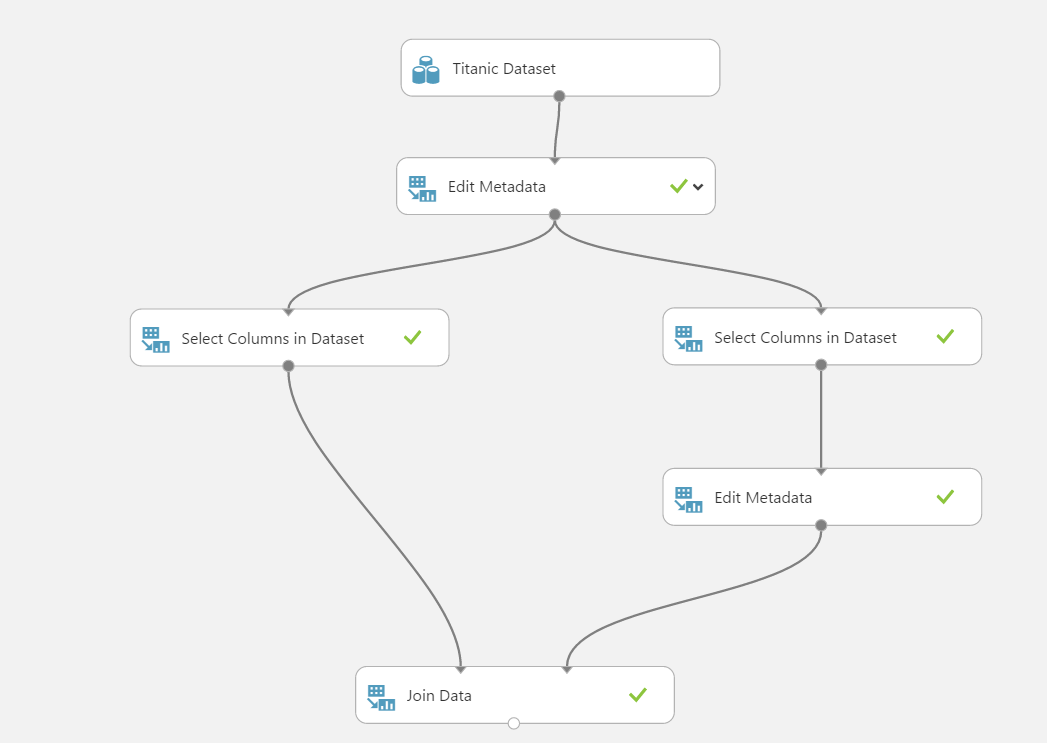 Titanic Dataset
Edit Metadata
Select Columns in Dataset
Select Columns in Dataset
Edit Metadata
Join Data